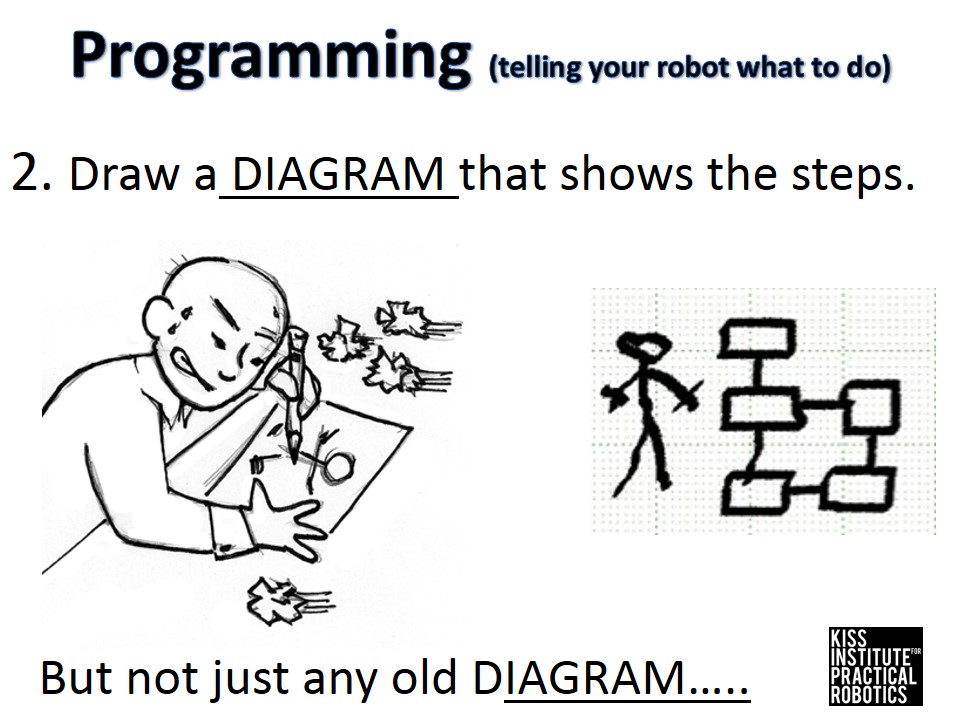 Programming (telling your robot what to do)
2. Draw a DIAGRAM that shows the steps.
But not just any old DIAGRAM…..
KISS
INSTITUTE FOR
PRACTICAL
ROBOTICS